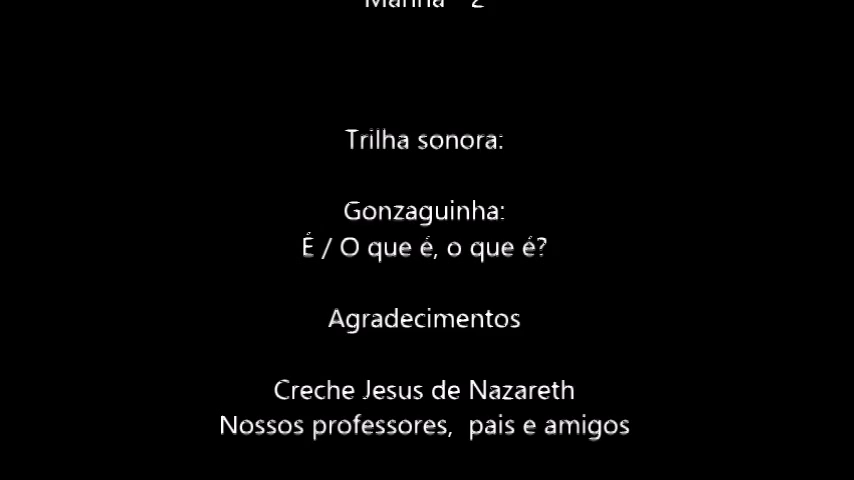 Trilha sonora:
Gonzaguinha:
É / O que é, o que é?
Agradecimentos
Creche Jesus de Nazareth
Nossos professores, pais e amigos